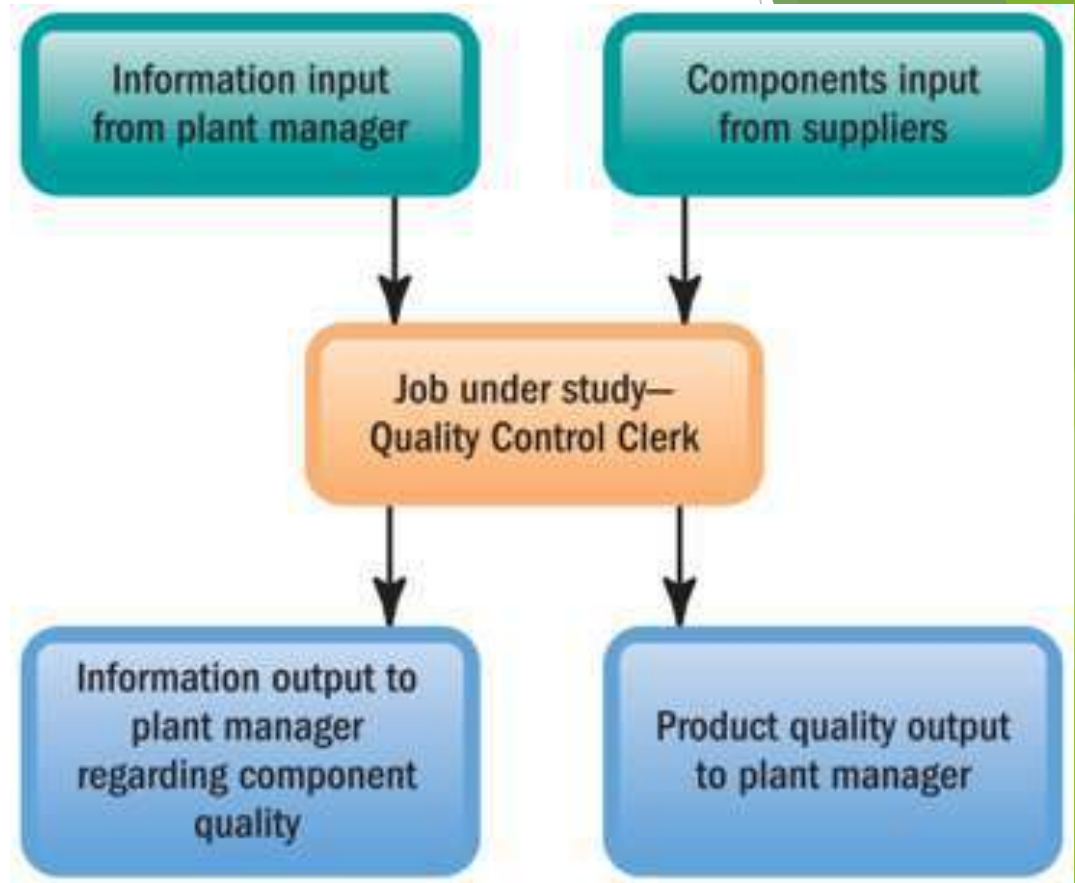 Information input
from plant manager
Components input
from suppliers
Job under study—
Quality Control Clerk
Information output to
plant manager
regarding component
quality
Product quality output
to plant manager